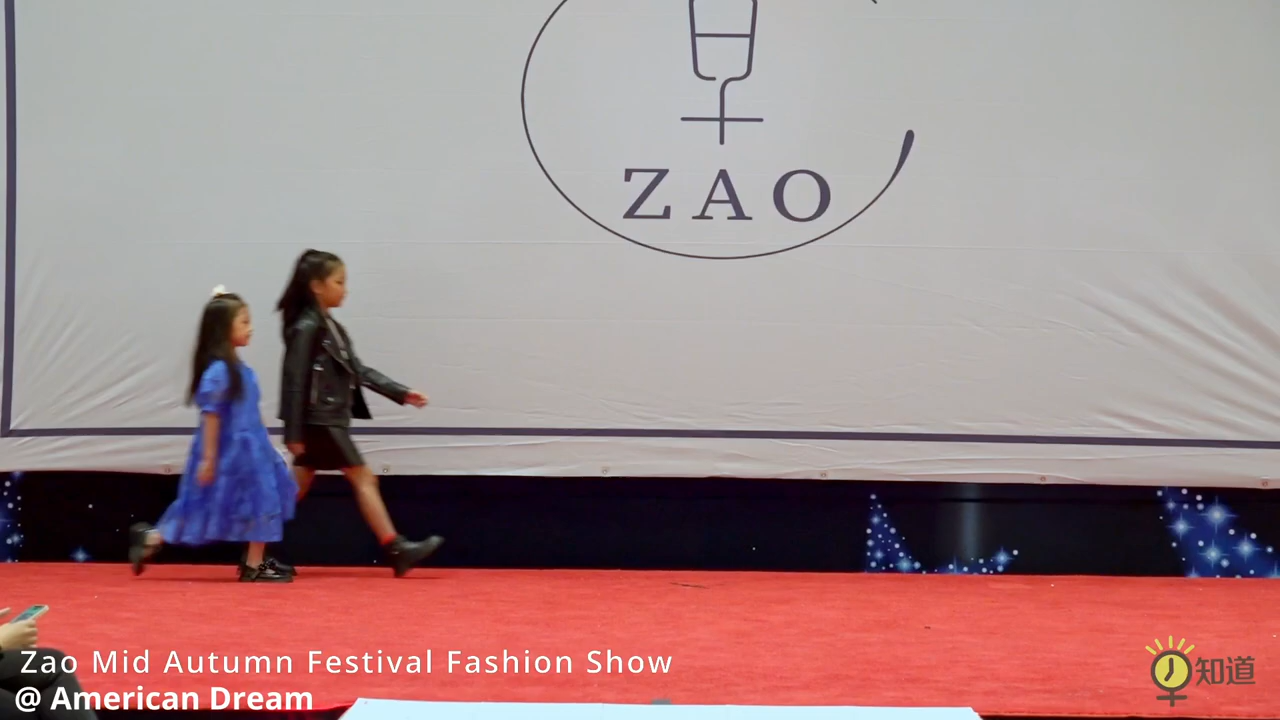 ZAO
Zao Mid Autumn Festival Fashion Show
@ American Dream
知道